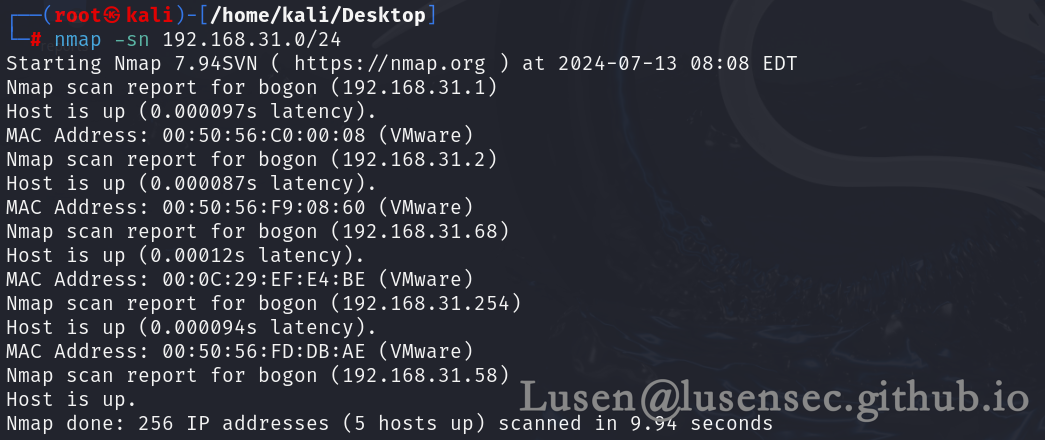 ┌──(root㉿kali)-[/home/kali/Desktop]
└─# nmap -sn 192.168.31.0/24
Starting Nmap 7.94SVN ( https://nmap.org ) at 2024-07-13 08:08 EDT
Nmap scan report for bogon (192.168.31.1)
Host is up (0.000097s latency).
MAC Address: 00:50:56:C0:00:08 (VMware)
Nmap scan report for bogon (192.168.31.2)
Host is up (0.000087s latency).
MAC Address: 00:50:56:F9:08:60 (VMware)
Nmap scan report for bogon (192.168.31.68)
Host is up (0.00012s latency).
MAC Address: 00:0C:29:EF:E4:BE (VMware)
Nmap scan report for bogon (192.168.31.254)
Host is up (0.000094s latency).
MAC Address: 00:50:56:FD:DB:AE (VMware)
Nmap scan report for bogon (192.168.31.58)
Host is up.
Nmap done: 256 IP addresses (5 hosts up) scanned in 9.94 seconds
Lusen@lusensec.github.io